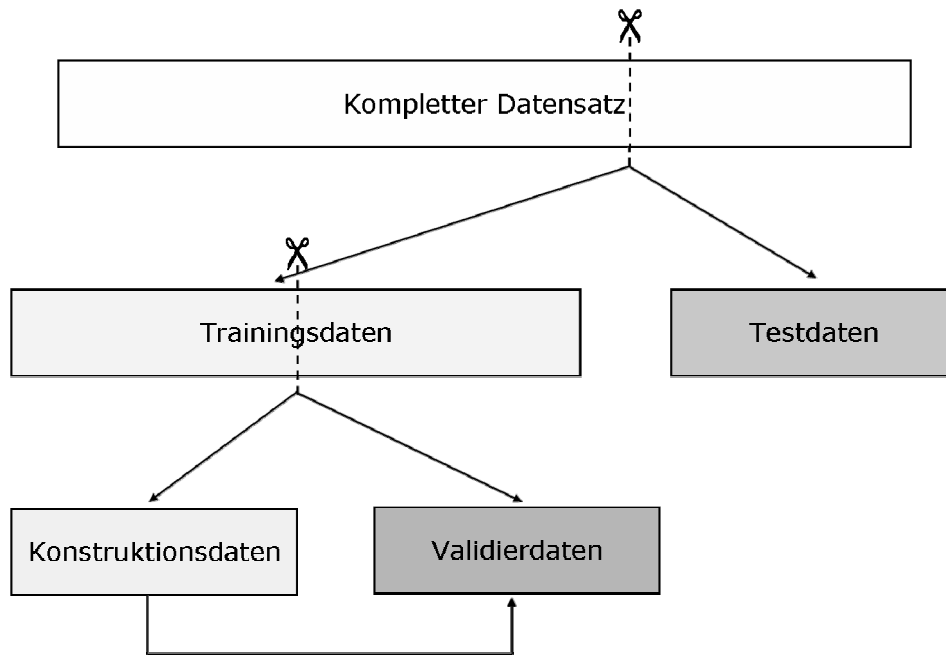 Kompletter Datensatz
Trainingsdaten
Testdaten
Konstruktionsdaten
Validierdaten